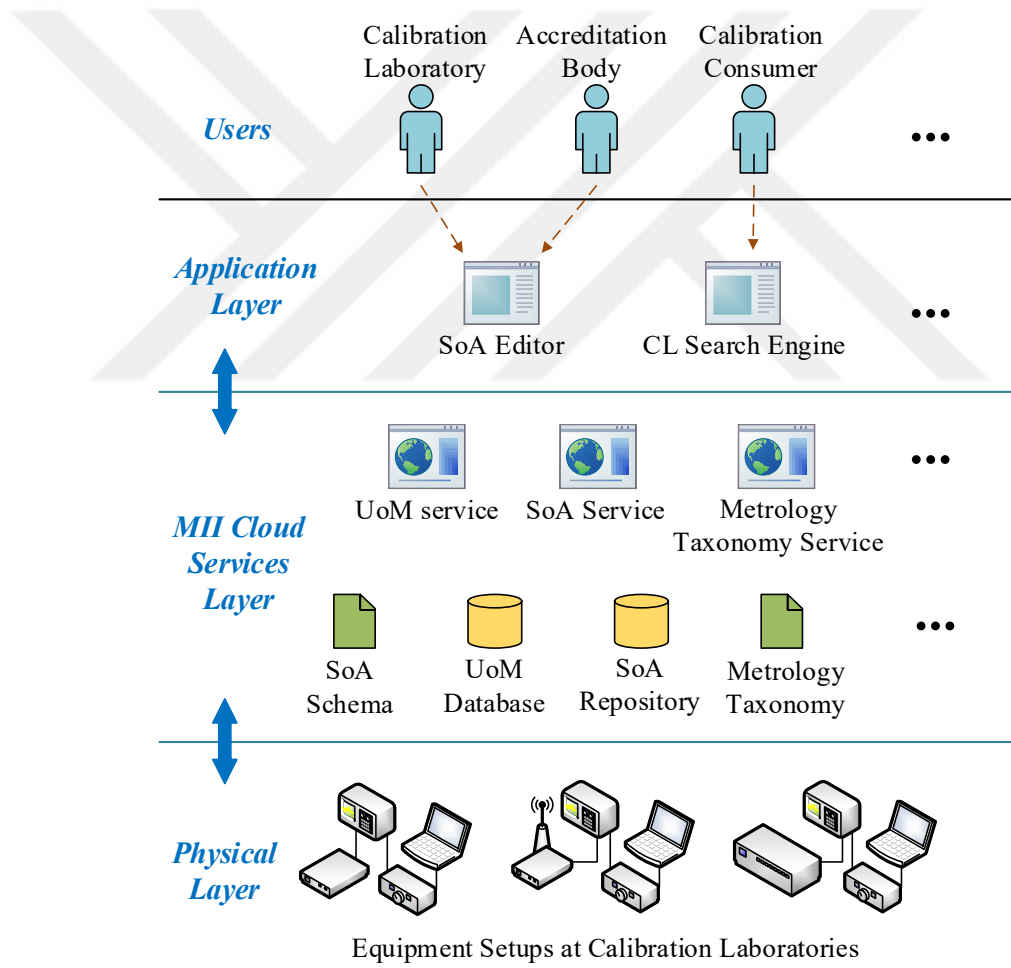 Calibration
Laboratory
Accreditation
Body
Calibration
Consumer
Users
...
Application
Layer
SoA Editor
CL Search Engine
...
MII Cloud
Services
Layer
UoM service
SoA Service
Metrology
Taxonomy Service
...
SoA
Schema
UoM
Database
SoA
Repository
Metrology
Taxonomy
...
Physical
Layer
Equipment Setups at Calibration Laboratories